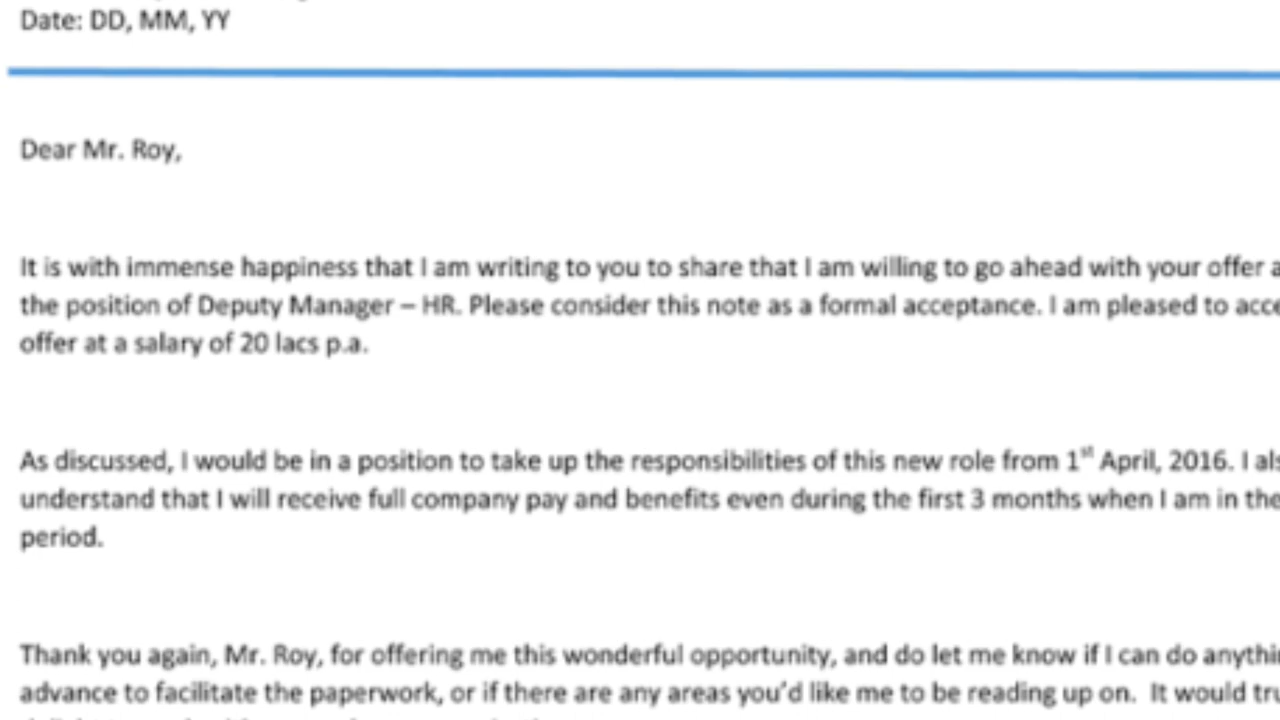 Date: DD, MM, YY
Dear Mr. Roy,
It is with immense happiness that I am writing to you to share that I am willing to go ahead with your offer
the position of Deputy Manager – HR. Please consider this note as a formal acceptance. I am pleased to
offer at a salary of 20 lacs p.a.
As discussed, I would be in a position to take up the responsibilities of this new role from 1st April, 2016. I
understand that I will receive full company pay and benefits even during the first 3 months when I am in the
period.
Thank you again, Mr. Roy, for offering me this wonderful opportunity, and do let me know if I can do
advance to facilitate the paperwork, or if there are any areas you'd like me to be reading up on. It would